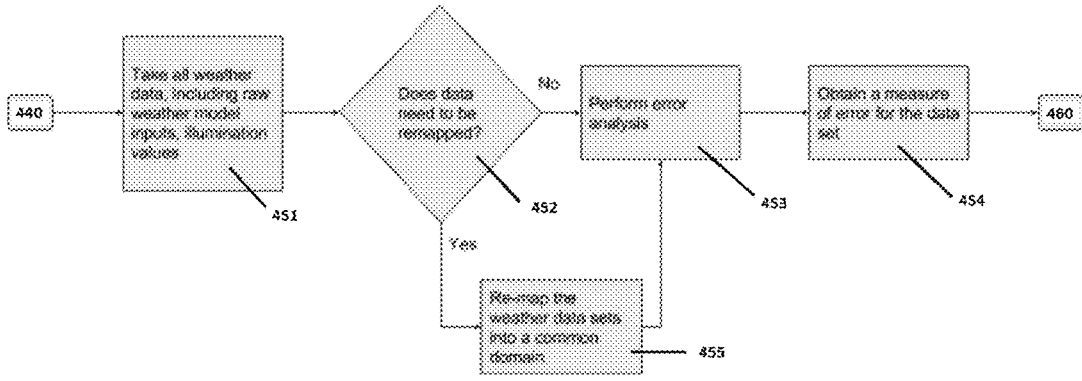 440
Take all weather
data, including raw
weather model
inputs, illumination
values
451
Does data
need to be
remapped?
452
No
Yes
Perform error
analysis
453
Obtain a measure
of error for the data
set
454
460
Re-map the
weather data sets
into a common
domain
455